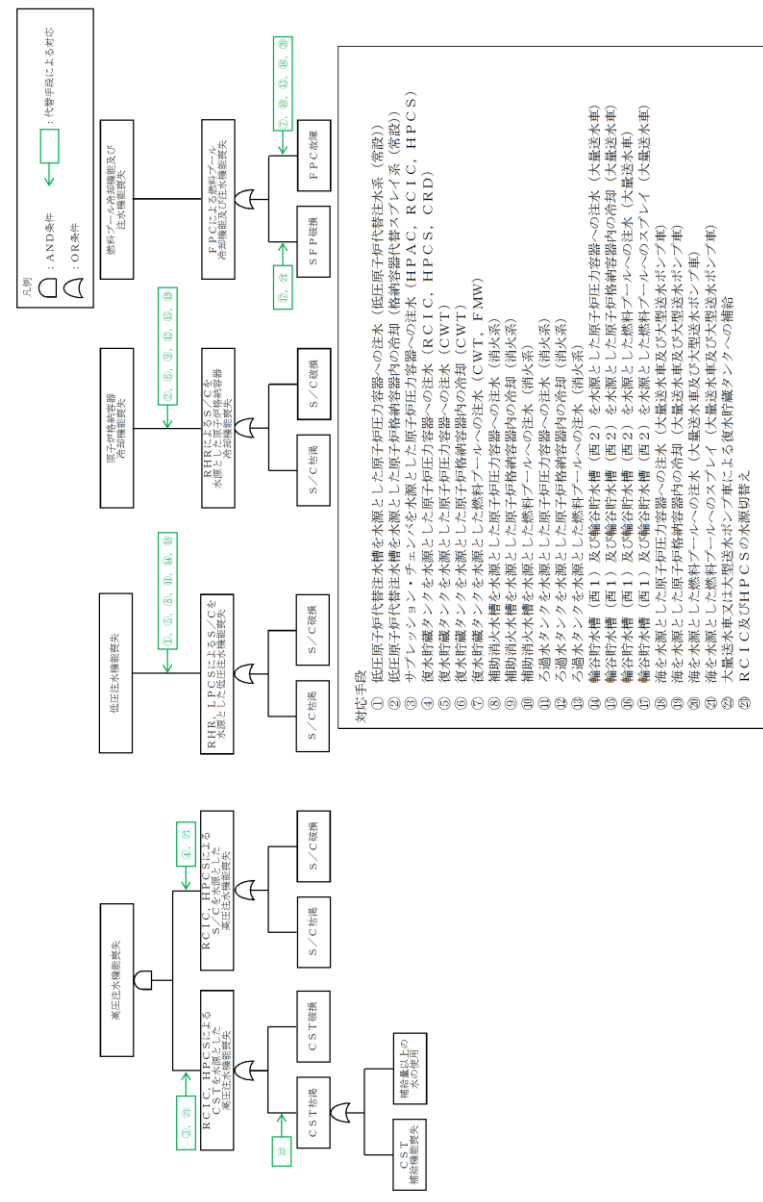 凡例
：AND条件
：OR条件
：代替手段による対応
高圧注水機能喪失
③，㉓
RCIC，HPCSによる
CSTを水源とした
高圧注水機能喪失
④，㉓
RCIC，HPCSによる
S／Cを水源とした
高圧注水機能喪失
㉒
CST枯渇
CST破損
S／C枯渇
S／C破損
CST
補給機能喪失
補給量以上の
水の使用
低圧注水機能喪失
①，⑤，⑧，⑪，⑭，⑱
RHR，LPCSによるS／Cを
水源とした低圧注水機能喪失
S／C枯渇
S／C破損
原子炉格納容器
冷却機能喪失
②，⑥，⑨，⑫，⑮，⑲
RHRによるS／Cを
水源とした原子炉格納容器
冷却機能喪失
S／C枯渇
S／C破損
燃料プール冷却機能及び
注水機能喪失
FPCによる燃料プール
冷却機能及び注水機能喪失
⑰，㉑
SFP破損
⑦，⑩，⑬，⑯，⑳
FPC故障
対応手段
① 低圧原子炉代替注水槽を水源とした原子炉圧力容器への注水（低圧原子炉代替注水系（常設））
② 低圧原子炉代替注水槽を水源とした原子炉格納容器内の冷却（格納容器代替スプレイ系（常設））
③ サプレッション・チェンバを水源とした原子炉圧力容器への注水（HPAC，RCIC，HPCS）
④ 復水貯蔵タンクを水源とした原子炉圧力容器への注水（RCIC，HPCS，CRD）
⑤ 復水貯蔵タンクを水源とした原子炉圧力容器への注水（CWT）
⑥ 復水貯蔵タンクを水源とした原子炉格納容器内の冷却（CWT）
⑦ 復水貯蔵タンクを水源とした燃料プールへの注水（CWT，FMW）
⑧ 補助消火水槽を水源とした原子炉圧力容器への注水（消火系）
⑨ 補助消火水槽を水源とした原子炉格納容器内の冷却（消火系）
⑩ 補助消火水槽を水源とした燃料プールへの注水（消火系）
⑪ ろ過水タンクを水源とした原子炉圧力容器への注水（消火系）
⑫ ろ過水タンクを水源とした原子炉格納容器内の冷却（消火系）
⑬ ろ過水タンクを水源とした燃料プールへの注水（消火系）
⑭ 輪谷貯水槽（西１）及び輪谷貯水槽（西２）を水源とした原子炉圧力容器への注水（大量送水車）
⑮ 輪谷貯水槽（西１）及び輪谷貯水槽（西２）を水源とした原子炉格納容器内の冷却（大量送水車）
⑯ 輪谷貯水槽（西１）及び輪谷貯水槽（西２）を水源とした燃料プールへの注水（大量送水車）
⑰ 輪谷貯水槽（西１）及び輪谷貯水槽（西２）を水源とした燃料プールへのスプレイ（大量送水車）
⑱ 海を水源とした原子炉圧力容器への注水（大量送水車及び大型送水ポンプ車）
⑲ 海を水源とした原子炉格納容器内の冷却（大量送水車及び大型送水ポンプ車）
⑳ 海を水源とした燃料プールへの注水（大量送水車及び大型送水ポンプ車）
㉑ 海を水源とした燃料プールへのスプレイ（大量送水車及び大型送水ポンプ車）
㉒ 大量送水車又は大型送水ポンプ車による復水貯蔵タンクへの補給
㉓ RCIC及びHPCSの水源切替え